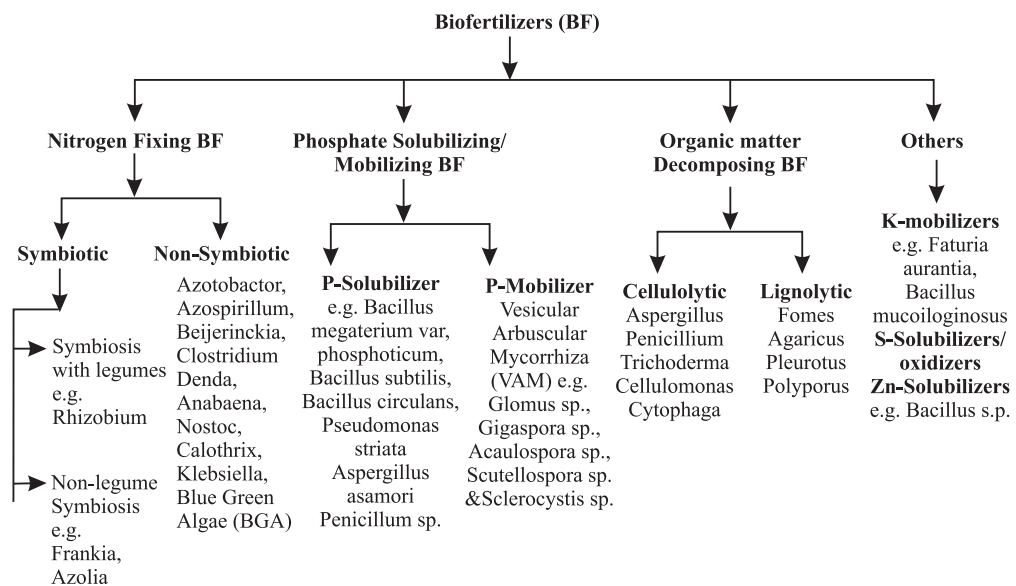 Biofertilizers (BF)
Nitrogen Fixing BF
Phosphate Solubilizing/
Mobilizing BF
Organic matter
Decomposing BF
Others
Symbiotic
Symbiosis
with legumes
e.g.
Rhizobium
Non-legume
Symbiosis
e.g.
Frankia,
Azolia
Non-Symbiotic
Azotobactor,
Azospirillum,
Beijerinckia,
Clostridium
Denda,
Anabaena,
Nostoc,
Calothrix,
Klebsiella,
Blue Green
Algae (BGA)
P-Solubilizer
e.g. Bacillus
megaterium var,
phosphoticum,
Bacillus subtilis,
Bacillus circulans,
Pseudomonas
striata
Aspergillus
asamori
Penicillum sp.
P-Mobilizer
Vesicular
Arbuscular
Mycorrhiza
(VAM) e.g.
Glomus sp.,
Gigaspora sp.,
Acaulospora sp.,
Scutellospora sp.
&Sclerocystis sp.
Cellulolytic
Aspergillus
Penicillium
Trichoderma
Cellulomonas
Cytophaga
Lignolytic
Fomes
Agaricus
Pleurotus
Polyporus
K-mobilizers
e.g. Faturia
aurantia,
Bacillus
mucoiloginosus
S-Solubilizers/
oxidizers
Zn-Solubilizers
e.g. Bacillus s.p.